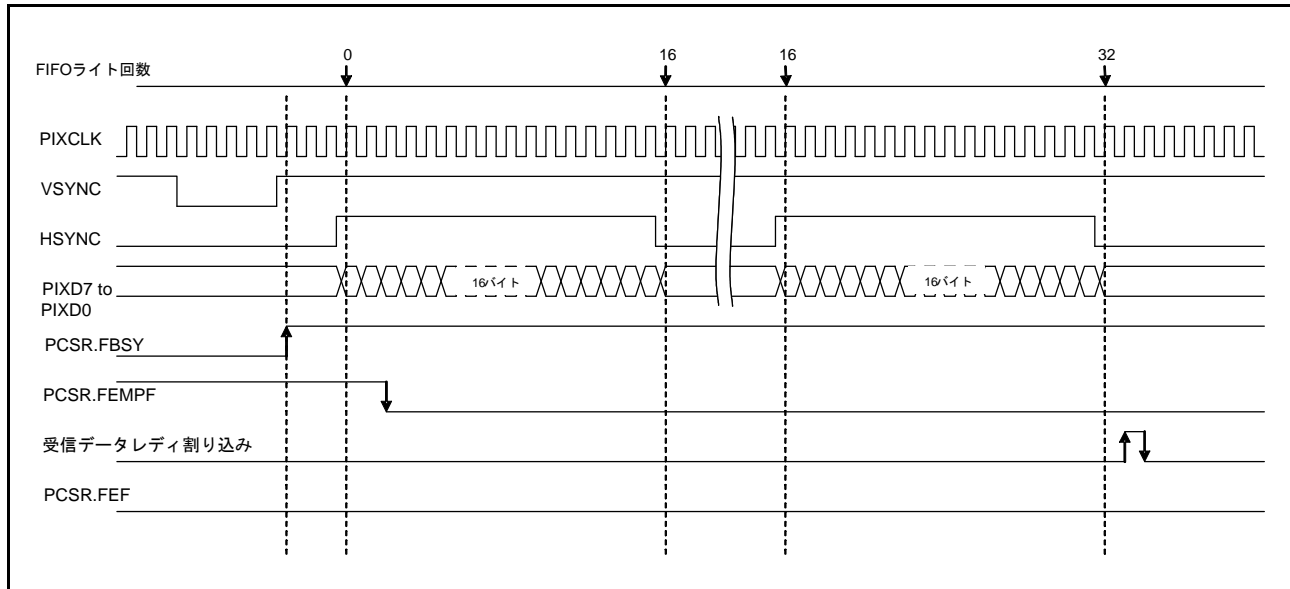 0 16 16 32
FIFOライト回数
PIXCLK
VSYNC
HSYNC
PIXD7 to
PIXD0
16バイト 16バイト
PCSR.FBSY
PCSR.FEMPF
受信データレディ割り込み
PCSR.FEF